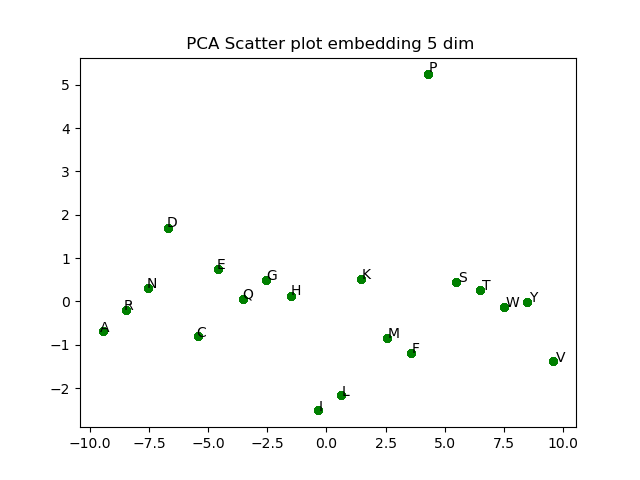 PCA Scatter plot embedding 5 dim
5
4
3
2
1
0
−1
−2
P
D
E
N
G
K
S
T
Q
H
R
Y
W
A
C
M
F
V
L
I
−10.0 −7.5 −5.0 −2.5 0.0 2.5 5.0 7.5 10.0